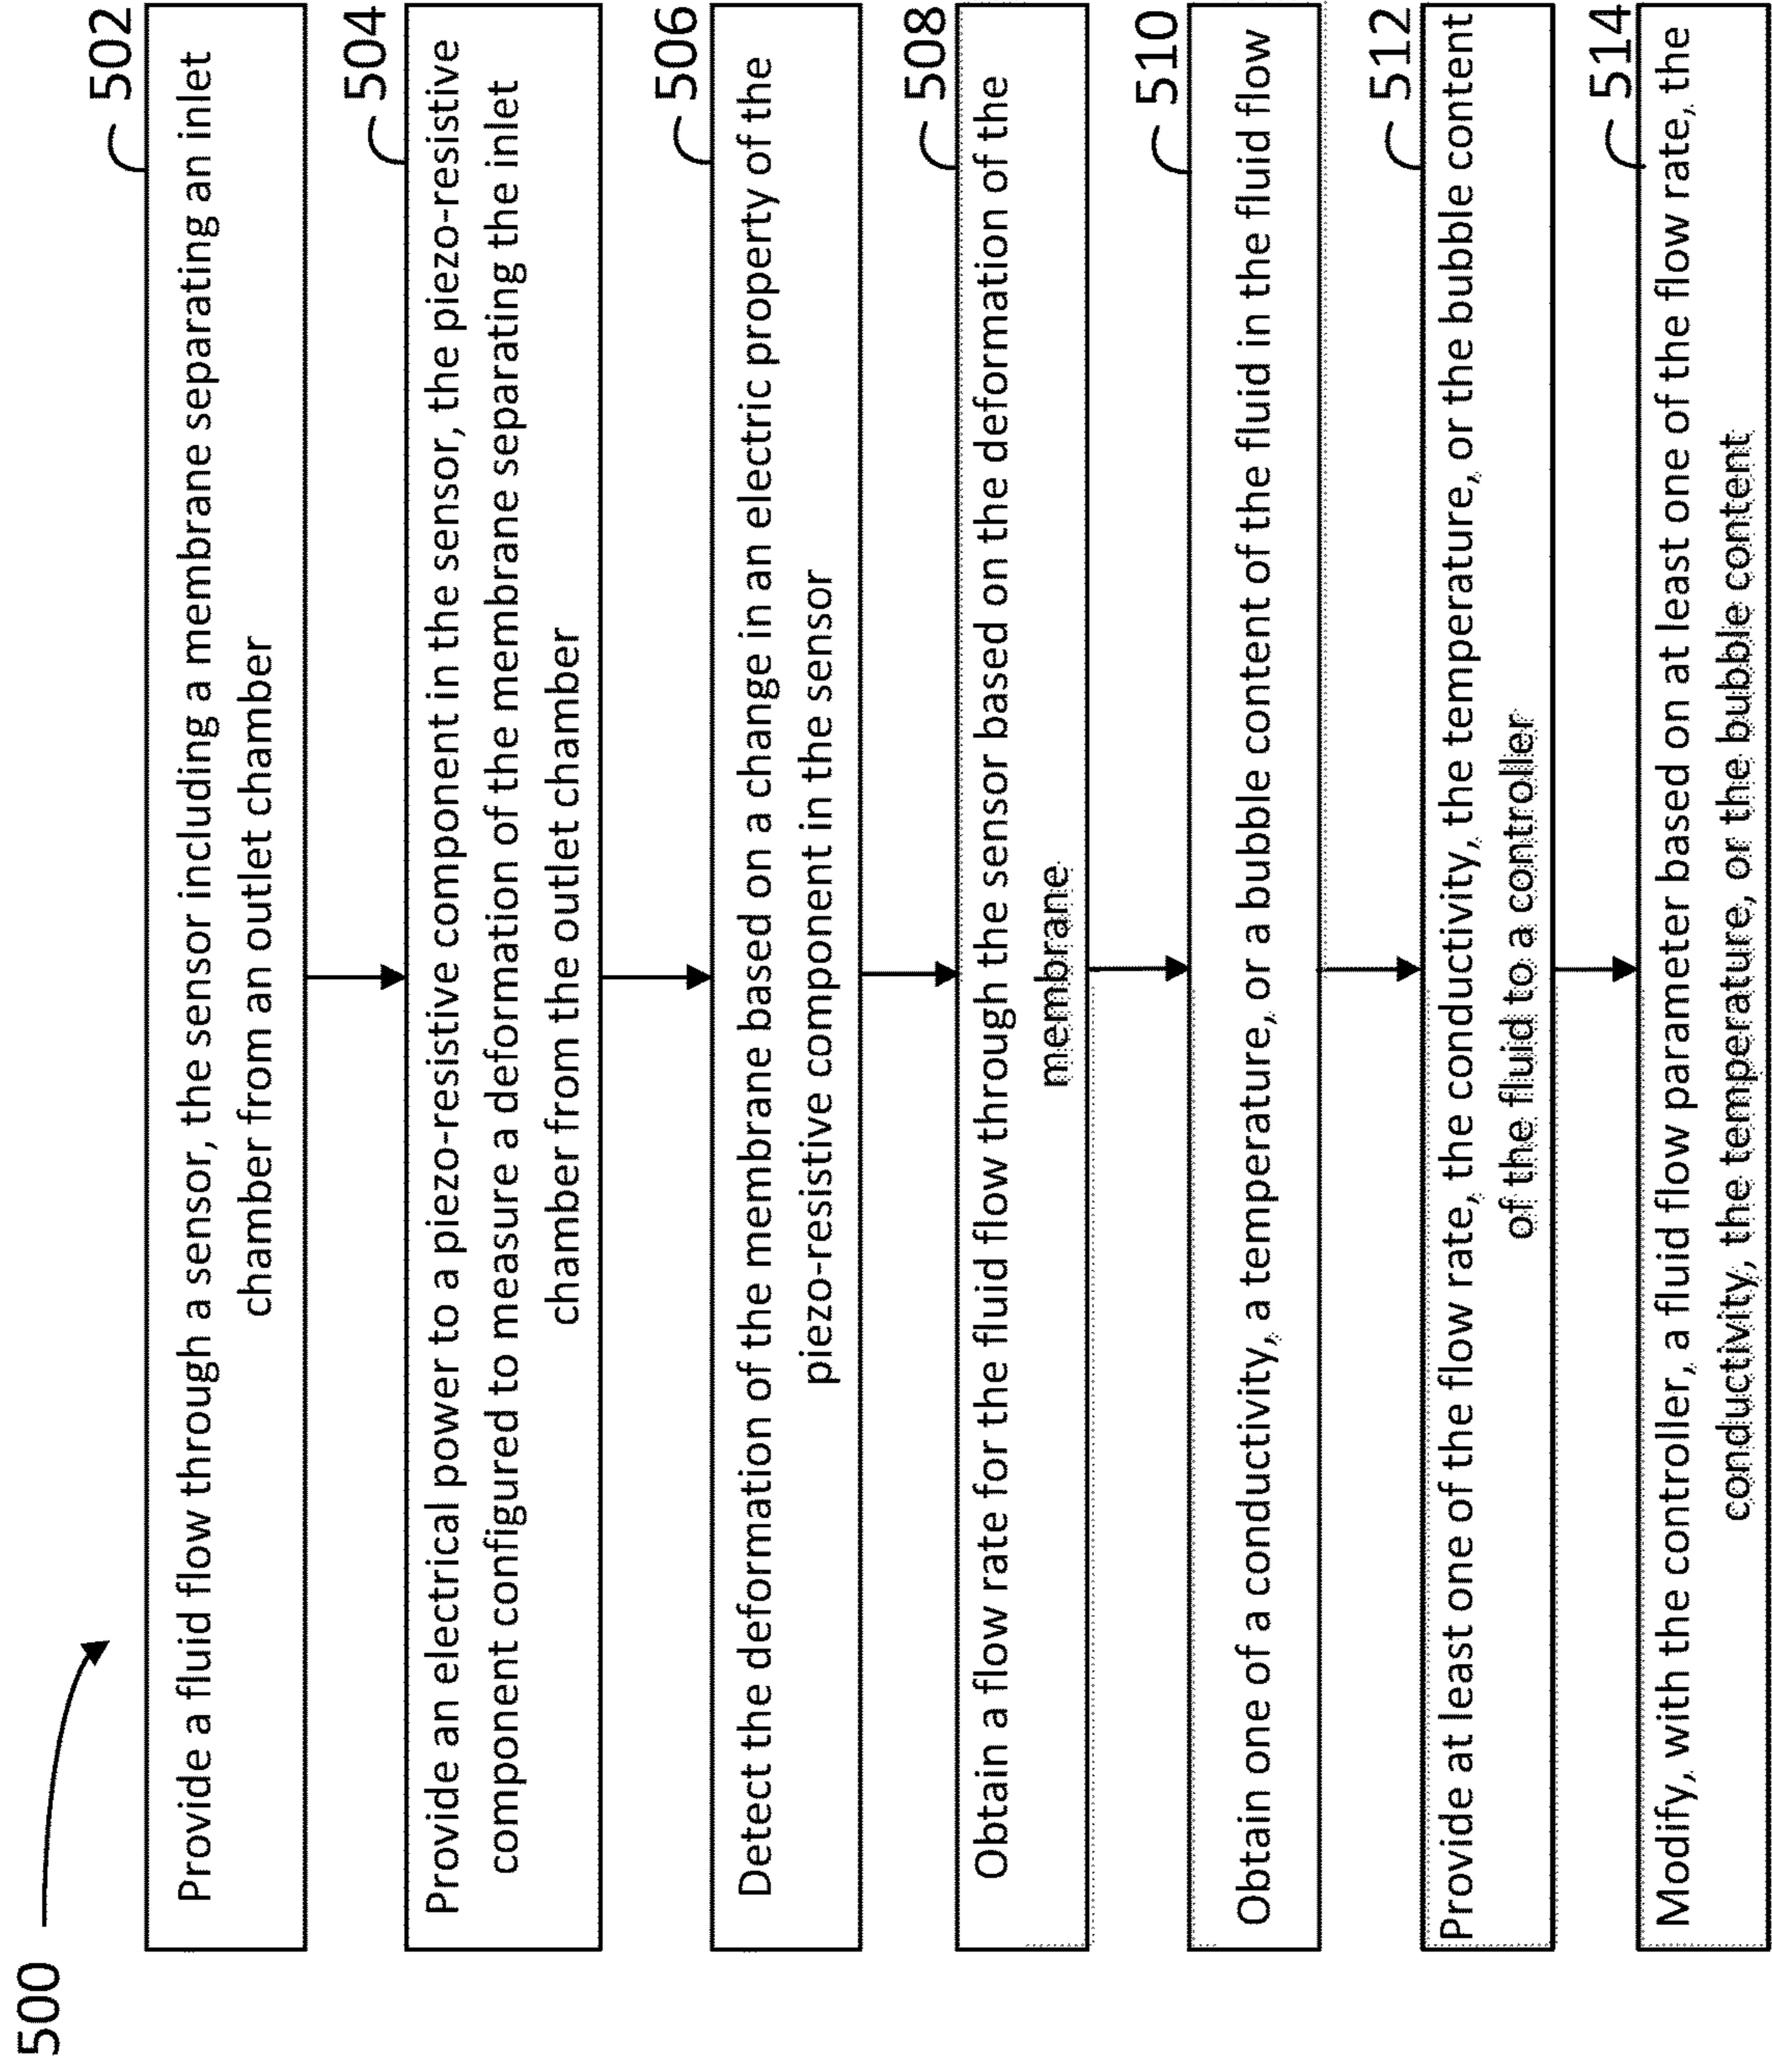 500
502
Provide a fluid flow through a sensor, the sensor including a membrane separating an inlet
chamber from an outlet chamber
504
Provide an electrical power to a piezo-resistive component in the sensor, the piezo-resistive
component configured to measure a deformation of the membrane separating the inlet
chamber from the outlet chamber
506
Detect the deformation of the membrane based on a change in an electric property of the
piezo-resistive component in the sensor
508
Obtain a flow rate for the fluid flow through the sensor based on the deformation of the
membrane
510
Obtain one of a conductivity, a temperature, or a bubble content of the fluid in the fluid flow
512
Provide at least one of the flow rate, the conductivity, the temperature, or the bubble content
of the fluid to a controller
514
Modify, with the controller, a fluid flow parameter based on at least one of the flow rate, the
conductivity, the temperature, or the bubble content